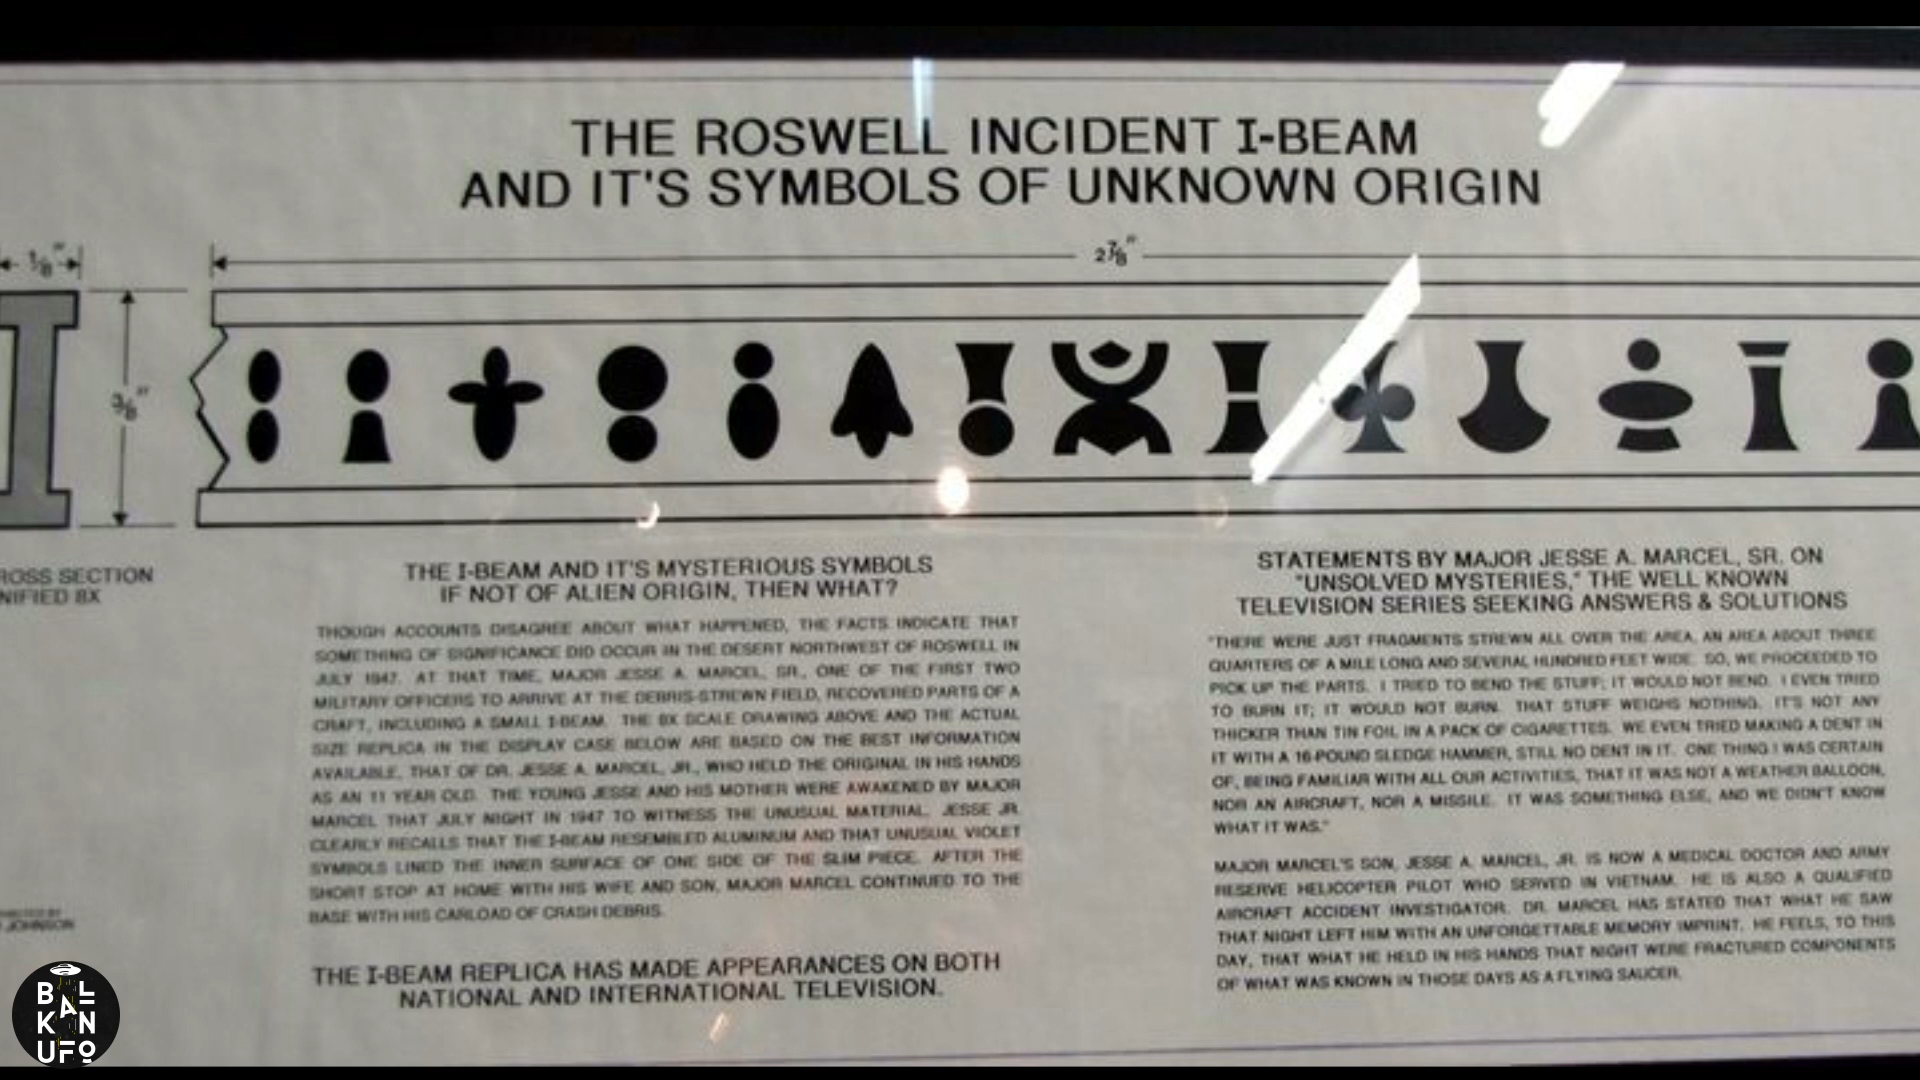 THE ROSWELL INCIDENT I-BEAM
AND IT'S SYMBOLS OF UNKNOWN ORIGIN
1/8"
2 7/8"
3/8"
ROSS SECTION
NIFIED 8X
THE I-BEAM AND IT'S MYSTERIOUS SYMBOLS
IF NOT OF ALIEN ORIGIN, THEN WHAT?
THOUGH ACCOUNTS DISAGREE ABOUT WHAT HAPPENED, THE FACTS INDICATE THAT
SOMETHING OF SIGNIFICANCE DID OCCUR IN THE DESERT NORTHWEST OF ROSWELL IN
JULY 1947. AT THAT TIME, MAJOR JESSE A. MARCEL, SR., ONE OF THE FIRST TWO
MILITARY OFFICERS TO ARRIVE AT THE DEBRIS-STREWN FIELD, RECOVERED PARTS OF A
CRAFT, INCLUDING A SMALL I-BEAM. THE 8X SCALE DRAWING ABOVE AND THE ACTUAL
SIZE REPLICA IN THE DISPLAY CASE BELOW ARE BASED ON THE BEST INFORMATION
AVAILABLE, THAT OF DR. JESSE A. MARCEL, JR., WHO HELD THE ORIGINAL IN HIS HANDS
AS AN 11 YEAR OLD. THE YOUNG JESSE AND HIS MOTHER WERE AWAKENED BY MAJOR
MARCEL THAT JULY NIGHT IN 1947 TO WITNESS THE UNUSUAL MATERIAL. JESSE JR.
CLEARLY RECALLS THAT THE I-BEAM RESEMBLED ALUMINUM AND THAT UNUSUAL VIOLET
SYMBOLS LINED THE INNER SURFACE OF ONE SIDE OF THE SLIM PIECE. AFTER THE
SHORT STOP AT HOME WITH HIS WIFE AND SON, MAJOR MARCEL CONTINUED TO THE
BASE WITH HIS CARLOAD OF CRASH DEBRIS.
THE I-BEAM REPLICA HAS MADE APPEARANCES ON BOTH
NATIONAL AND INTERNATIONAL TELEVISION.
STATEMENTS BY MAJOR JESSE A. MARCEL, SR. ON
"UNSOLVED MYSTERIES," THE WELL KNOWN
TELEVISION SERIES SEEKING ANSWERS & SOLUTIONS
"THERE WERE JUST FRAGMENTS STREWN ALL OVER THE AREA, AN AREA ABOUT THREE
QUARTERS OF A MILE LONG AND SEVERAL HUNDRED FEET WIDE. SO, WE PROCEEDED TO
PICK UP THE PARTS. I TRIED TO BEND THE STUFF; IT WOULD NOT BEND. I EVEN TRIED
TO BURN IT; IT WOULD NOT BURN. THAT STUFF WEIGHS NOTHING. IT'S NOT ANY
THICKER THAN TIN FOIL IN A PACK OF CIGARETTES. WE EVEN TRIED MAKING A DENT IN
IT WITH A 16-POUND SLEDGE HAMMER, STILL NO DENT IN IT. ONE THING I WAS CERTAIN
OF, BEING FAMILIAR WITH ALL OUR ACTIVITIES, THAT IT WAS NOT A WEATHER BALLOON,
NOR AN AIRCRAFT, NOR A MISSILE. IT WAS SOMETHING ELSE, AND WE DIDN'T KNOW
WHAT IT WAS."
MAJOR MARCEL'S SON, JESSE A. MARCEL, JR. IS NOW A MEDICAL DOCTOR AND ARMY
RESERVE HELICOPTER PILOT WHO SERVED IN VIETNAM. HE IS ALSO A QUALIFIED
AIRCRAFT ACCIDENT INVESTIGATOR. DR. MARCEL HAS STATED THAT WHAT HE SAW
THAT NIGHT LEFT HIM WITH AN UNFORGETTABLE MEMORY IMPRINT. HE FEELS, TO THIS
DAY, THAT WHAT HE HELD IN HIS HANDS THAT NIGHT WERE FRACTURED COMPONENTS
OF WHAT WAS KNOWN IN THOSE DAYS AS A FLYING SAUCER.
JOHNSON
BALKAN UFO